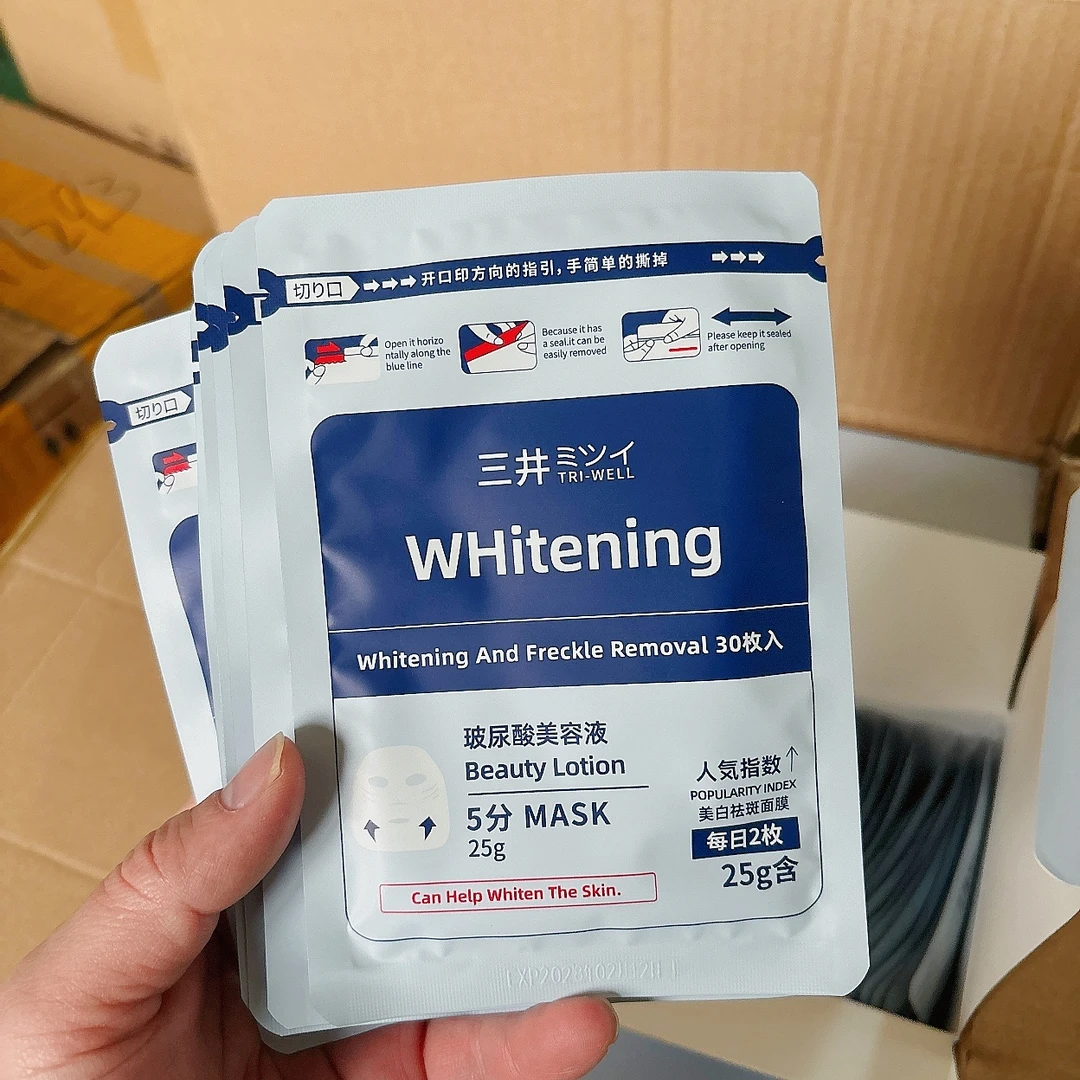 切り口
开口印方向的指引，手简单的撕掉
Open it horizo
ntally along the
blue line
Because it has
a seal.it can be
easily removed
Please keep it sealed
after opening
三井 ミツイ
TRI-WELL
WHitening
Whitening And Freckle Removal 30枚入
玻尿酸美容液
Beauty Lotion
5分 MASK
25g
人気指数
POPULARITY INDEX
美白祛斑面膜
每日2枚
25g含
Can Help Whiten The Skin.
切り口